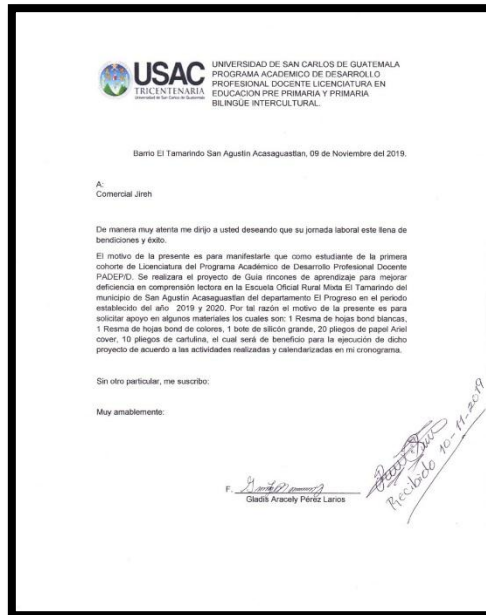 USAC
TRICENTENARIA
Universidad de San Carlos de Guatemala
UNIVERSIDAD DE SAN CARLOS DE GUATEMALA
PROGRAMA ACADEMICO DE DESARROLLO
PROFESIONAL DOCENTE LICENCIATURA EN
EDUCACION PRE PRIMARIA Y PRIMARIA
BILINGÜE INTERCULTURAL.
Barrio El Tamarindo San Agustin Acasaguastlan, 09 de Noviembre del 2019.
A:
Comercial Jireh
De manera muy atenta me dirijo a usted deseando que su jornada laboral este llena de
bendiciones y éxito.
El motivo de la presente es para manifestarle que como estudiante de la primera
cohorte de Licenciatura del Programa Académico de Desarrollo Profesional Docente
PADEP/D. Se realizara el proyecto de Guía rincones de aprendizaje para mejorar
deficiencia en comprensión lectora en la Escuela Oficial Rural Mixta El Tamarindo del
municipio de San Agustin Acasaguastlan del departamento El Progreso en el periodo
establecido del año 2019 y 2020. Por tal razón el motivo de la presente es para
solicitar apoyo en algunos materiales los cuales son: 1 Resma de hojas bond blancas,
1 Resma de hojas bond de colores, 1 bote de silicón grande, 20 pliegos de papel Ariel
cover, 10 pliegos de cartulina, el cual será de beneficio para la ejecución de dicho
proyecto de acuerdo a las actividades realizadas y calendarizadas en mi cronograma.
Sin otro particular, me suscribo:
Muy amablemente:
F.
Gladis Aracely Pérez Larios
Recibido 10-11-2019